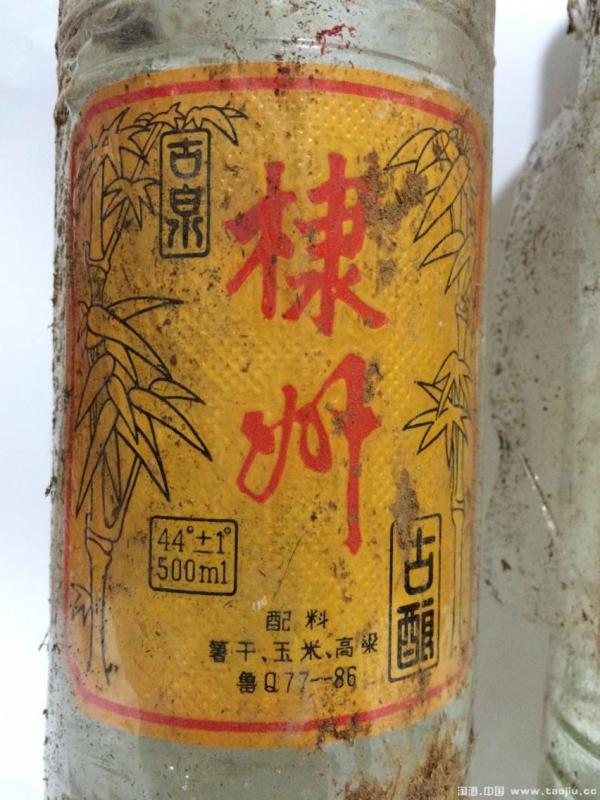 古泉
棣州
44°±1°
500ml
古酿
配料
薯干、玉米、高粱
鲁Q77--86
淘酒.中国 www.taojiu.cc